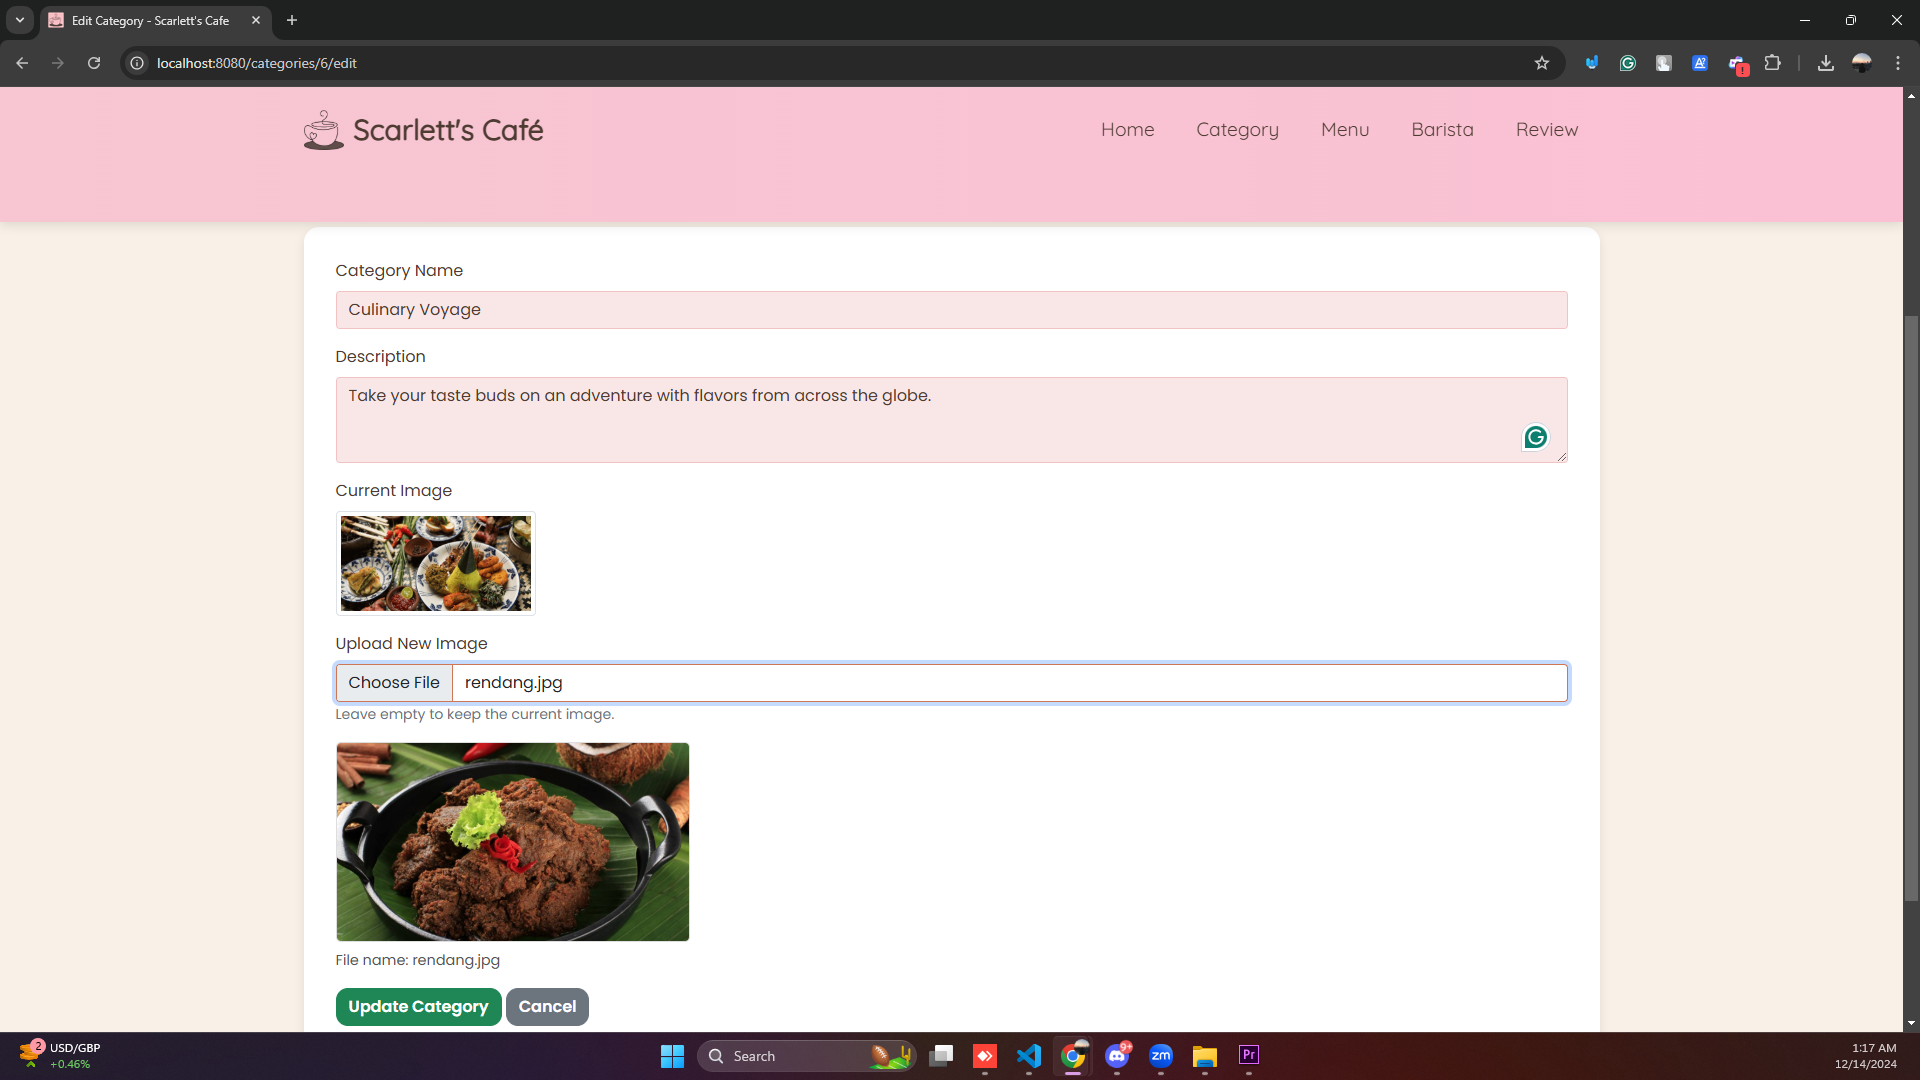 Edit Category - Scarlett's Cafe
localhost:8080/categories/6/edit
Scarlett's Café
Home
Category
Menu
Barista
Review
Category Name
Culinary Voyage
Description
Take your taste buds on an adventure with flavors from across the globe.
Current Image
Upload New Image
Choose File
rendang.jpg
Leave empty to keep the current image.
File name: rendang.jpg
Update Category
Cancel
2
USD/GBP
+0.46%
Search
9+
zm
Pr
1:17 AM
12/14/2024